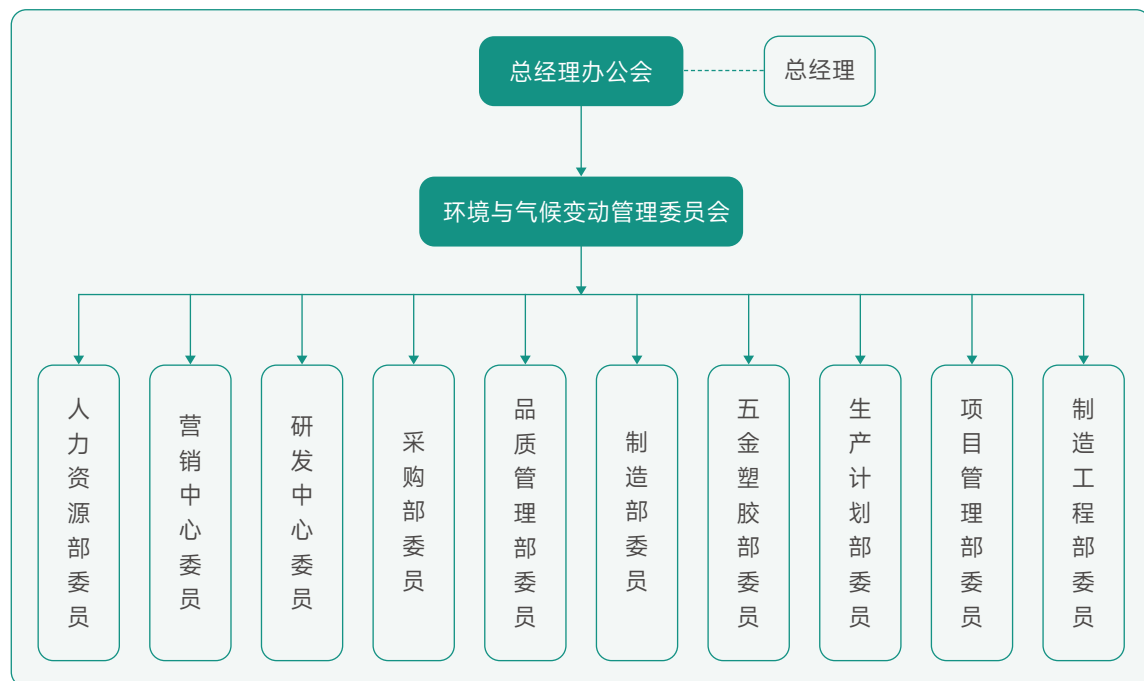 总经理办公会
总经理
环境与气候变动管理委员会
人力资源部委员
营销中心委员
研发中心委员
采购部委员
品质管理部委员
制造部委员
五金塑胶部委员
生产计划部委员
项目管理部委员
制造工程部委员